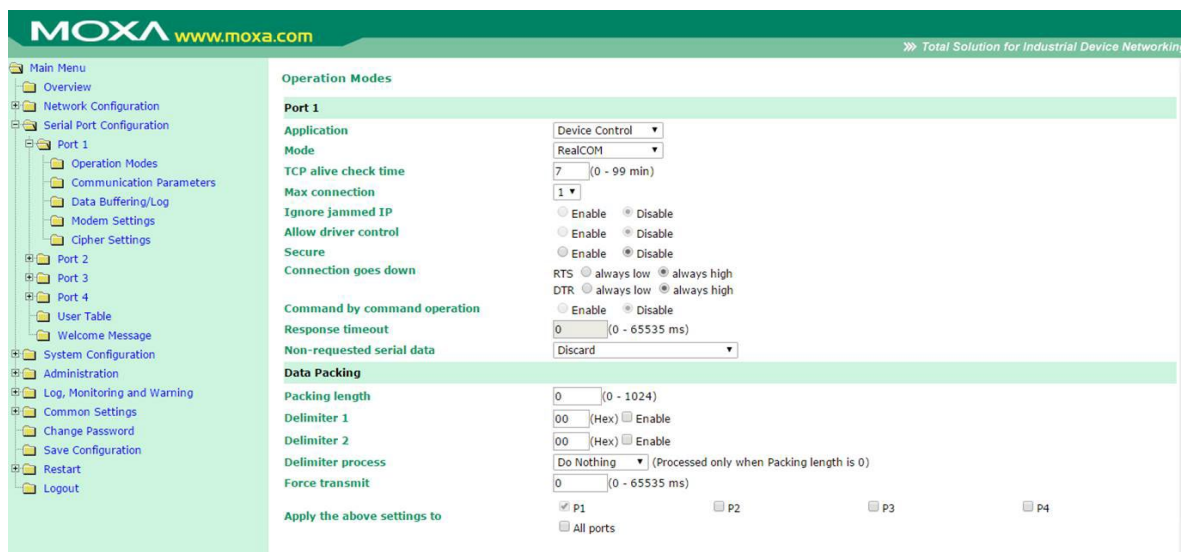 MOXA www.moxa.com
Total Solution for Industrial Device Networkin
Main Menu
Overview
Network Configuration
Serial Port Configuration
Port 1
Operation Modes
Communication Parameters
Data Buffering/Log
Modem Settings
Cipher Settings
Port 2
Port 3
Port 4
User Table
Welcome Message
System Configuration
Administration
Log, Monitoring and Warning
Common Settings
Change Password
Save Configuration
Restart
Logout
Operation Modes
Port 1
Application Device Control
Mode RealCOM
TCP alive check time 7 (0 - 99 min)
Max connection 1
Ignore jammed IP Enable Disable
Allow driver control Enable Disable
Secure Enable Disable
Connection goes down RTS always low always high
DTR always low always high
Command by command operation Enable Disable
Response timeout 0 (0 - 65535 ms)
Non-requested serial data Discard
Data Packing
Packing length 0 (0 - 1024)
Delimiter 1 00 (Hex) Enable
Delimiter 2 00 (Hex) Enable
Delimiter process Do Nothing (Processed only when Packing length is 0)
Force transmit 0 (0 - 65535 ms)
Apply the above settings to P1 P2 P3 P4
All ports